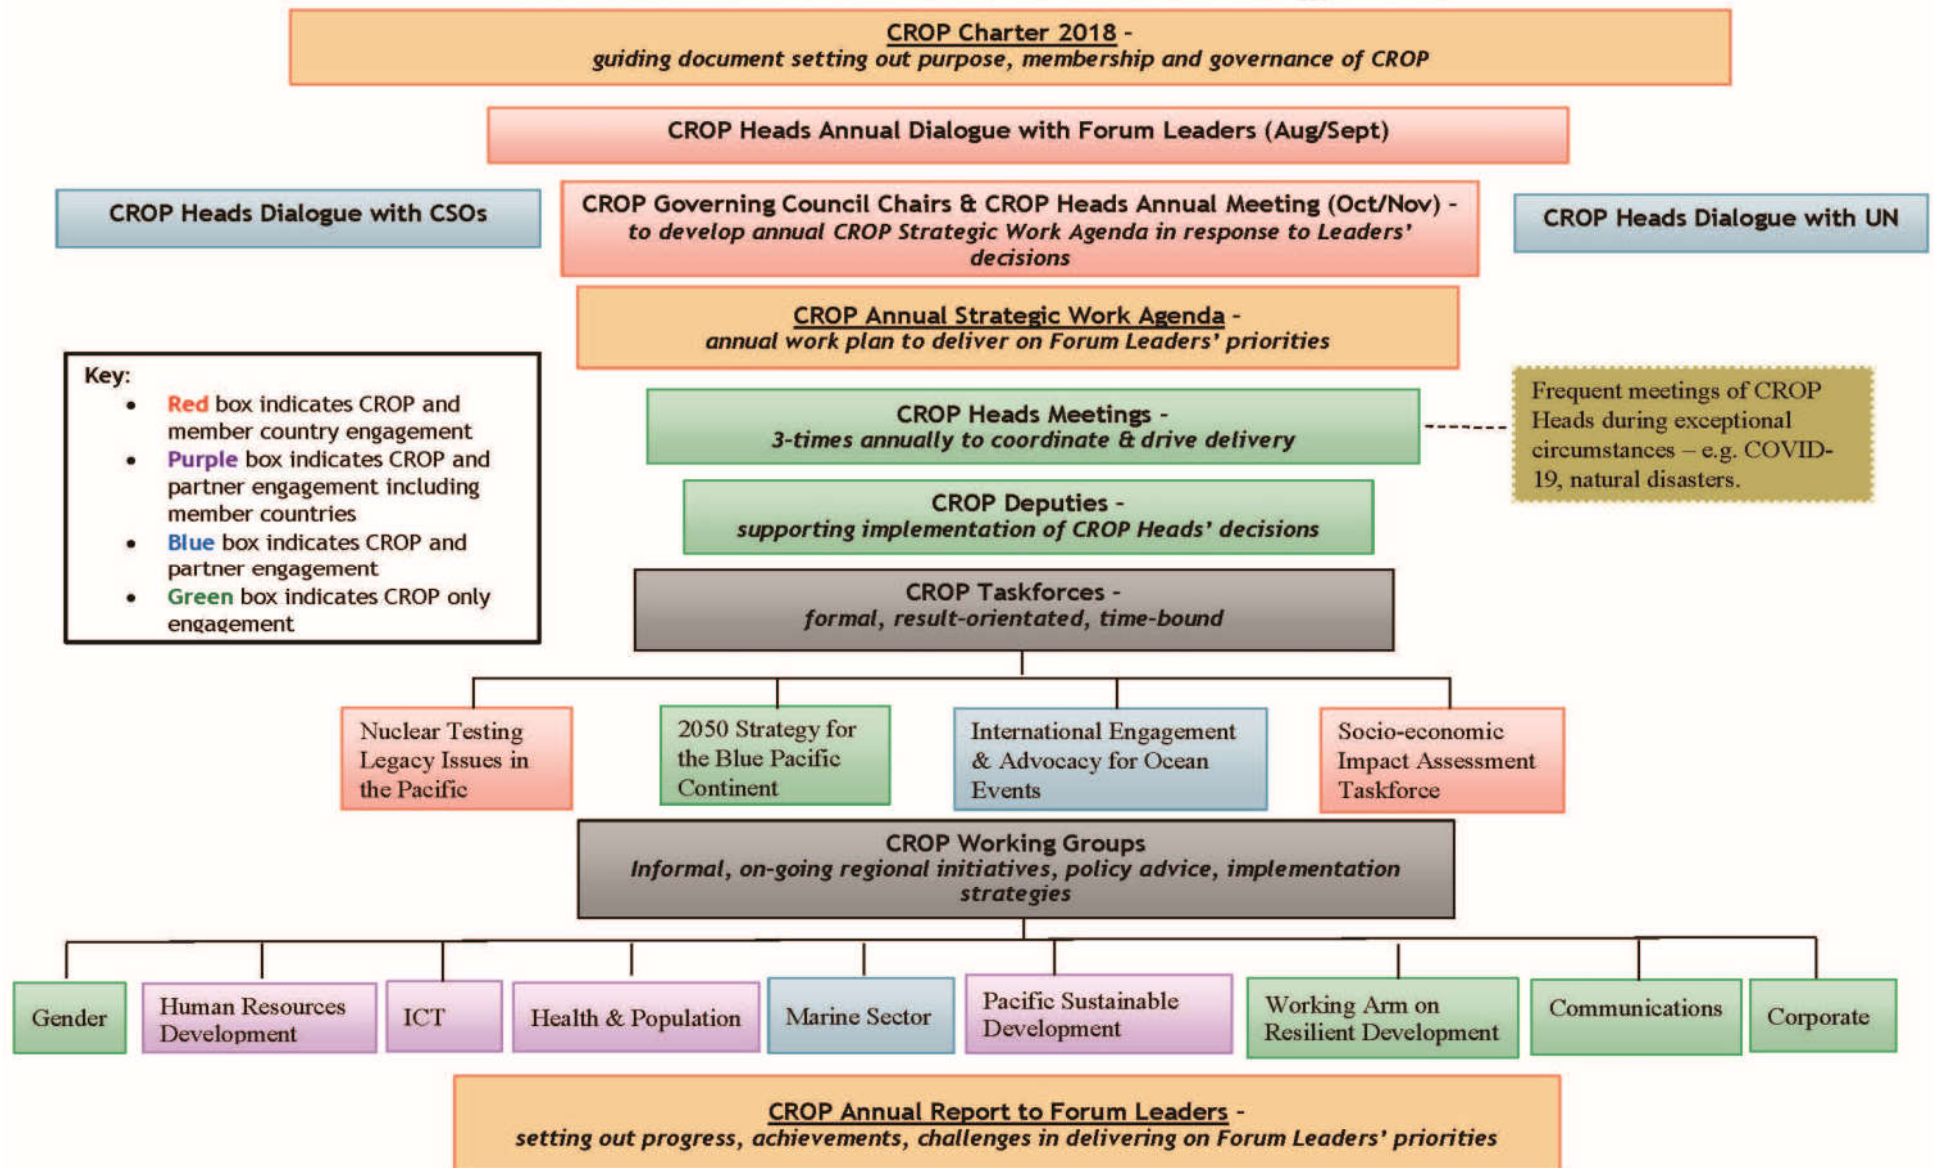 CROP Charter 2018 -
guiding document setting out purpose, membership and governance of CROP
CROP Heads Annual Dialogue with Forum Leaders (Aug/Sept)
CROP Heads Dialogue with CSOs
CROP Governing Council Chairs & CROP Heads Annual Meeting (Oct/Nov) -
to develop annual CROP Strategic Work Agenda in response to Leaders'
decisions
CROP Heads Dialogue with UN
CROP Annual Strategic Work Agenda -
annual work plan to deliver on Forum Leaders' priorities
Key:
• Red box indicates CROP and
member country engagement
• Purple box indicates CROP and
partner engagement including
member countries
• Blue box indicates CROP and
partner engagement
• Green box indicates CROP only
engagement
CROP Heads Meetings -
3-times annually to coordinate & drive delivery
Frequent meetings of CROP
Heads during exceptional
circumstances – e.g. COVID-
19, natural disasters.
CROP Deputies -
supporting implementation of CROP Heads' decisions
CROP Taskforces -
formal, result-orientated, time-bound
Nuclear Testing
Legacy Issues in
the Pacific
2050 Strategy for
the Blue Pacific
Continent
International Engagement
& Advocacy for Ocean
Events
Socio-economic
Impact Assessment
Taskforce
CROP Working Groups
Informal, on-going regional initiatives, policy advice, implementation
strategies
Gender
Human Resources
Development
ICT
Health & Population
Marine Sector
Pacific Sustainable
Development
Working Arm on
Resilient Development
Communications
Corporate
CROP Annual Report to Forum Leaders -
setting out progress, achievements, challenges in delivering on Forum Leaders' priorities